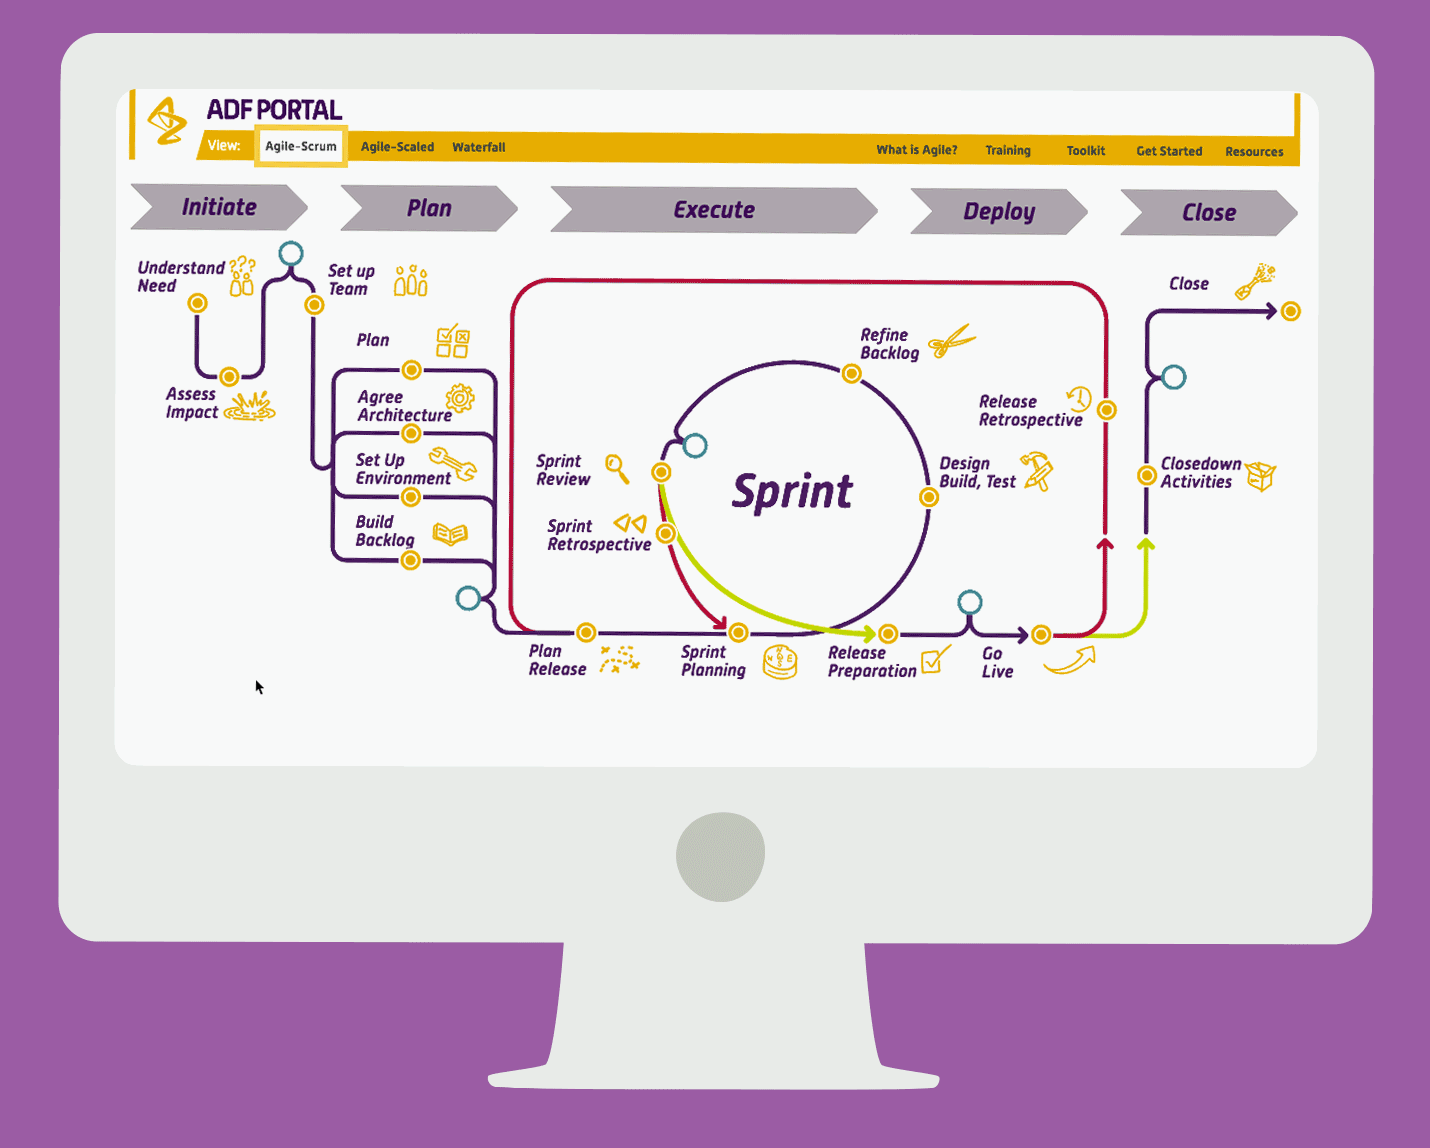 ADF PORTAL
View: Agile-Scrum Agile-Scaled Waterfall What is Agile? Training Toolkit Get Started Resources
Initiate Plan Execute Deploy Close
Understand
Need
Assess
Impact
Set up
Team
Plan
Agree
Architecture
Set Up
Environment
Build
Backlog
Plan
Release
Sprint
Planning
Refine
Backlog
Design
Build, Test
Sprint
Sprint
Review
Sprint
Retrospective
Release
Preparation
Go
Live
Release
Retrospective
Closedown
Activities
Close